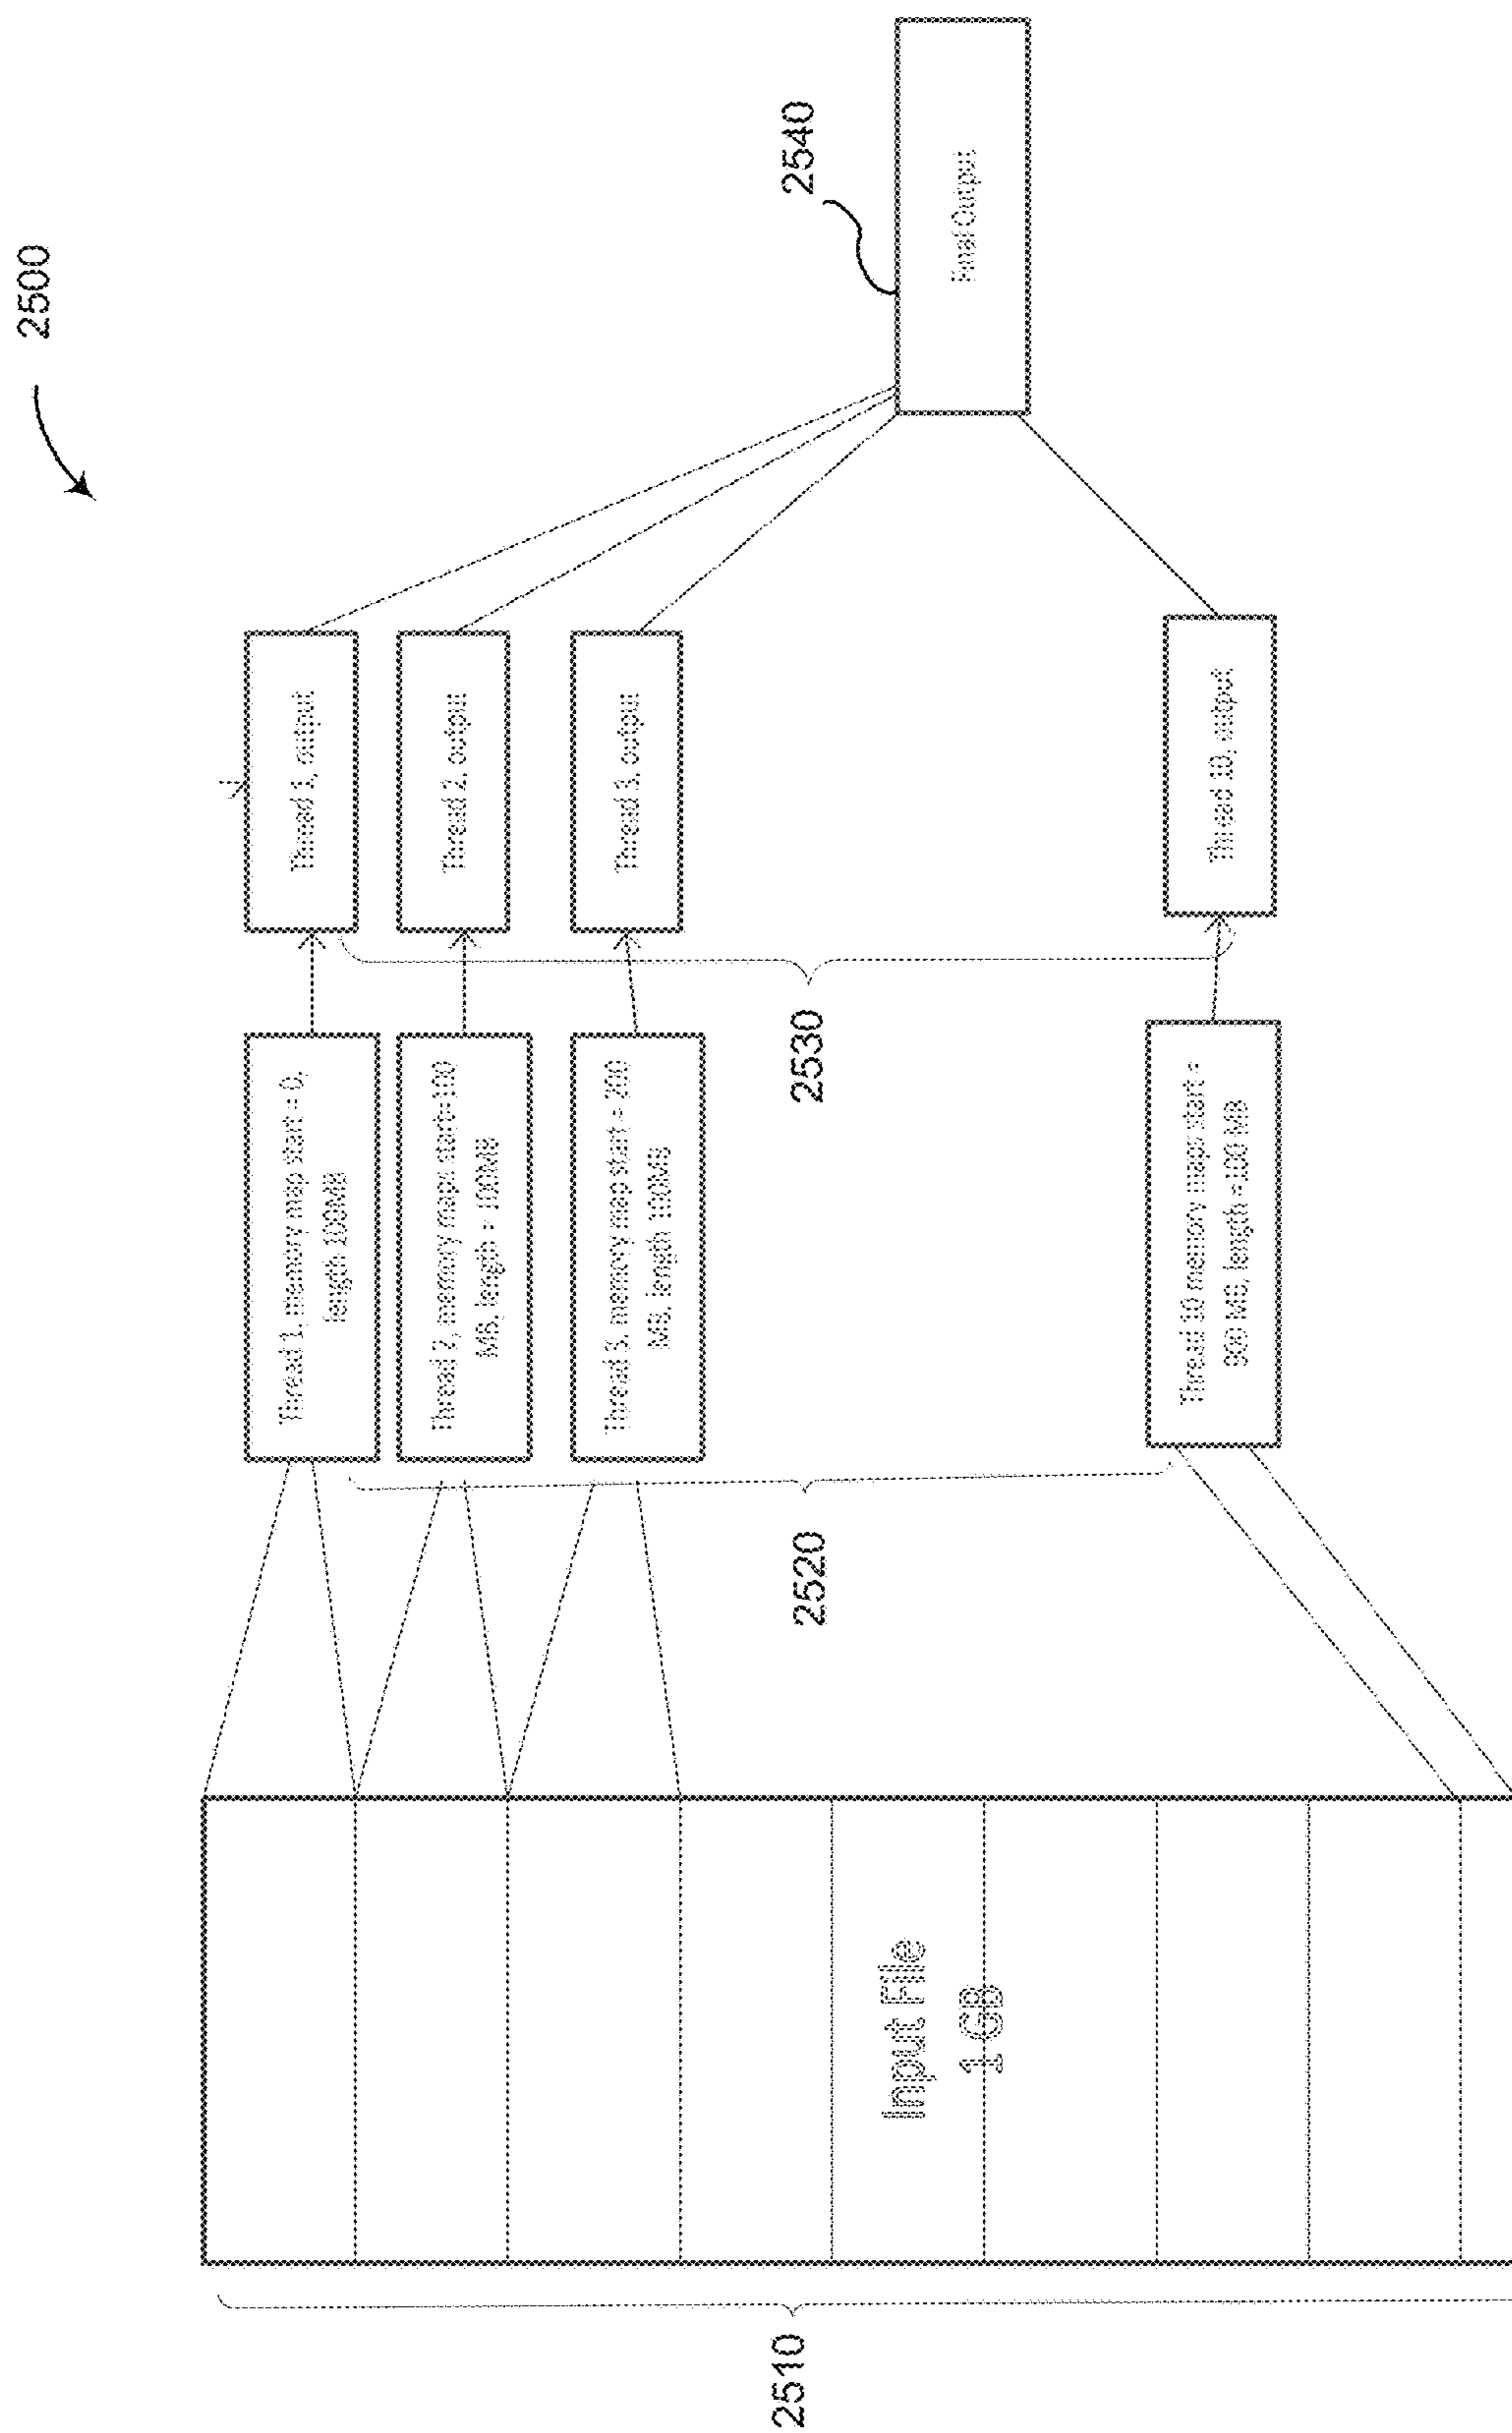 2500
2510
Input File
1 GB
2520
Thread 1, memory map start = 0,
length 100MB
Thread 2, memory maps start=100
MB, length = 100MB
Thread 3, memory map start = 200
MB, length 100MB
Thread 10 memory maps start =
900 MB, length =100 MB
2530
Thread 1, output
Thread 2, output
Thread 3, output
Thread 10, output
2540
Final Output